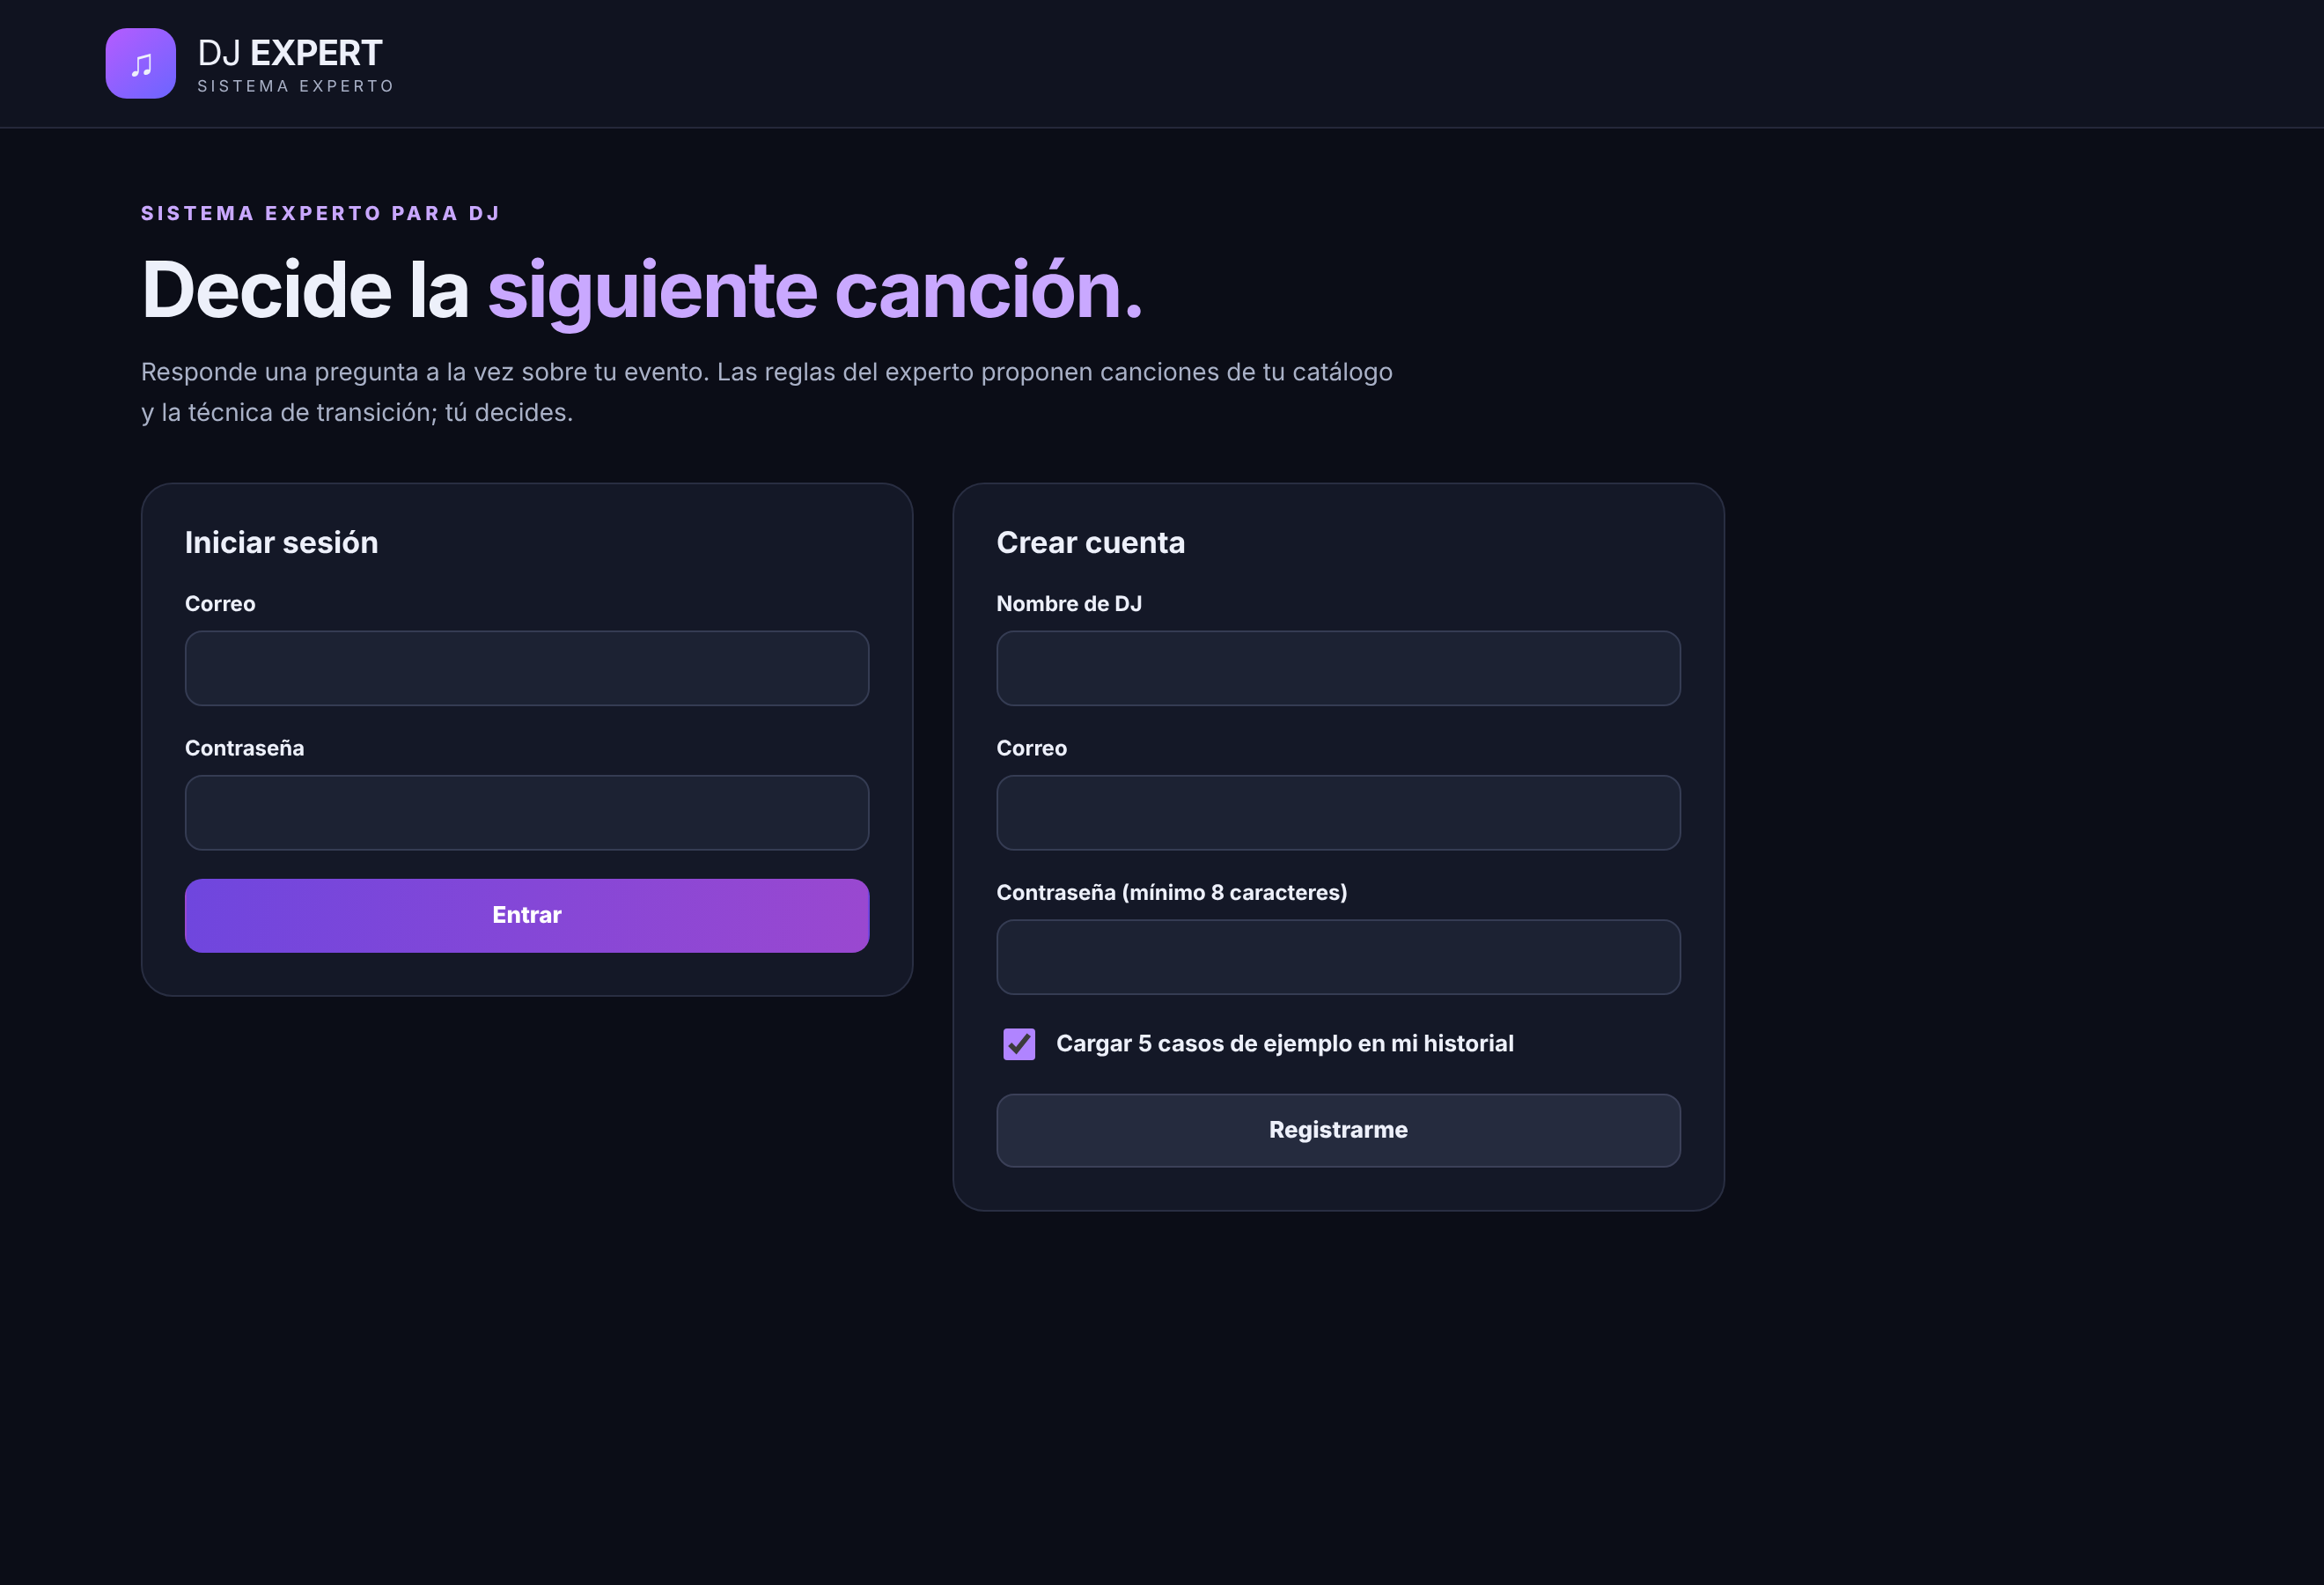 DJ EXPERT
SISTEMA EXPERTO
SISTEMA EXPERTO PARA DJ
Decide la siguiente canción.
Responde una pregunta a la vez sobre tu evento. Las reglas del experto proponen canciones de tu catálogo
y la técnica de transición; tú decides.
Iniciar sesión
Correo
Contraseña
Entrar
Crear cuenta
Nombre de DJ
Correo
Contraseña (mínimo 8 caracteres)
Cargar 5 casos de ejemplo en mi historial
Registrarme